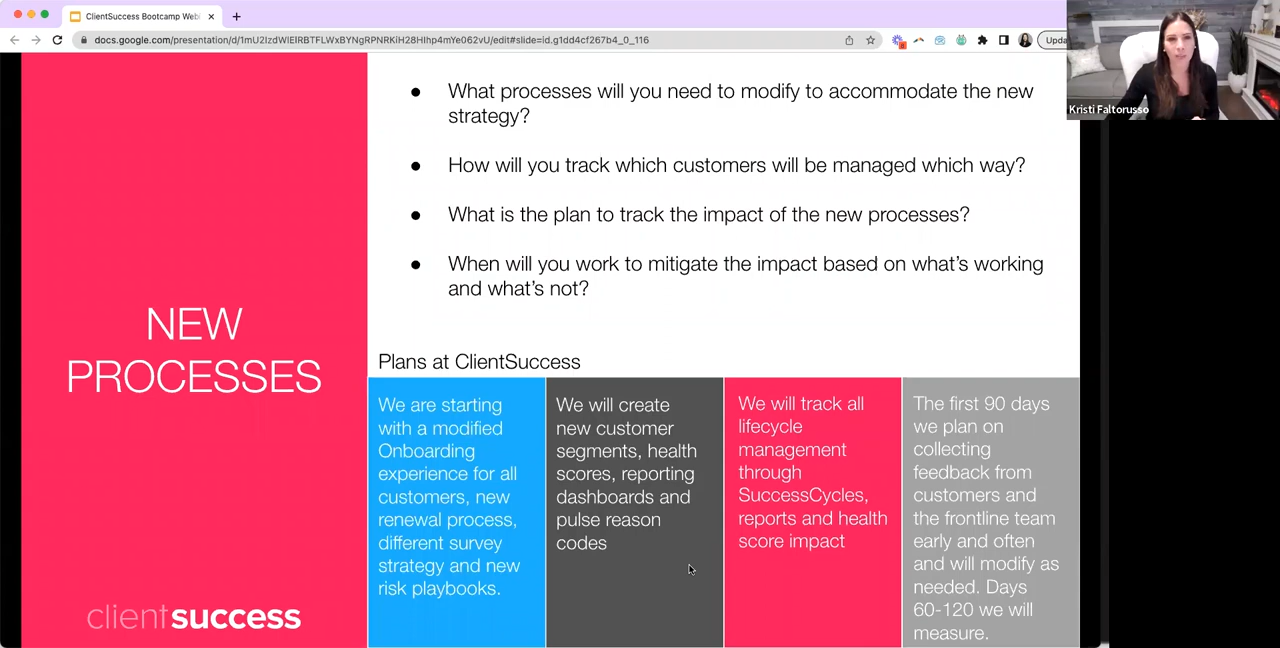 ClientSuccess Bootcamp Web
docs.google.com/presentation/d/1mU2IzdWIEIRBTFLWxBYNgRPNRKiH28HIhp4mYe062vU/edit#slide=id.g1dd4cf267b4_0_116
Upda
Kristi Faltorusso
What processes will you need to modify to accommodate the new
strategy?
How will you track which customers will be managed which way?
What is the plan to track the impact of the new processes?
When will you work to mitigate the impact based on what's working
and what's not?
NEW
PROCESSES
clientsuccess
Plans at ClientSuccess
We are starting
with a modified
Onboarding
experience for all
customers, new
renewal process,
different survey
strategy and new
risk playbooks.
We will create
new customer
segments, health
scores, reporting
dashboards and
pulse reason
codes
We will track all
lifecycle
management
through
SuccessCycles,
reports and health
score impact
The first 90 days
we plan on
collecting
feedback from
customers and
the frontline team
early and often
and will modify as
needed. Days
60-120 we will
measure.